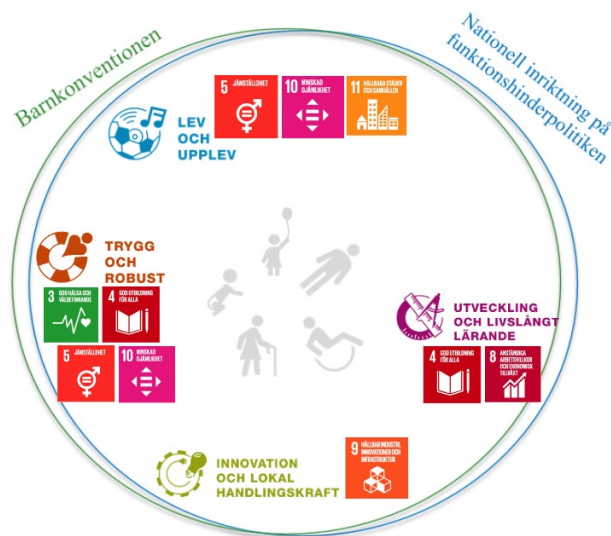 Barnkonventionen
Nationell inriktning på
funktionshinderpolitiken
LEV
OCH
UPPLEV
5 JÄMSTÄLLDHET
10 MINSKAD
OJÄMLIKHET
11 HÅLLBARA STÄDER
OCH SAMHÄLLEN
TRYGG
OCH
ROBUST
3 GOD HÄLSA OCH
VÄLBEFINNANDE
4 GOD UTBILDNING
FÖR ALLA
5 JÄMSTÄLLDHET
10 MINSKAD
OJÄMLIKHET
UTVECKLING
OCH LIVSLÅNGT
LÄRANDE
4 GOD UTBILDNING
FÖR ALLA
8 ANSTÄNDIGA
ARBETSVILLKOR
OCH EKONOMISK
TILLVÄXT
INNOVATION
OCH LOKAL
HANDLINGSKRAFT
9 HÅLLBAR INDUSTRI,
INNOVATIONER OCH
INFRASTRUKTUR